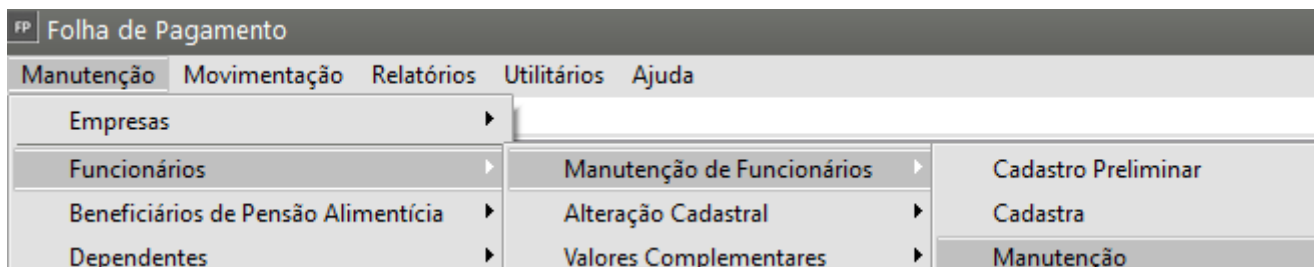 FP Folha de Pagamento
Manutenção Movimentação Relatórios Utilitários Ajuda
Empresas
Funcionários Manutenção de Funcionários Cadastro Preliminar
Beneficiários de Pensão Alimentícia Alteração Cadastral Cadastra
Dependentes Valores Complementares Manutenção